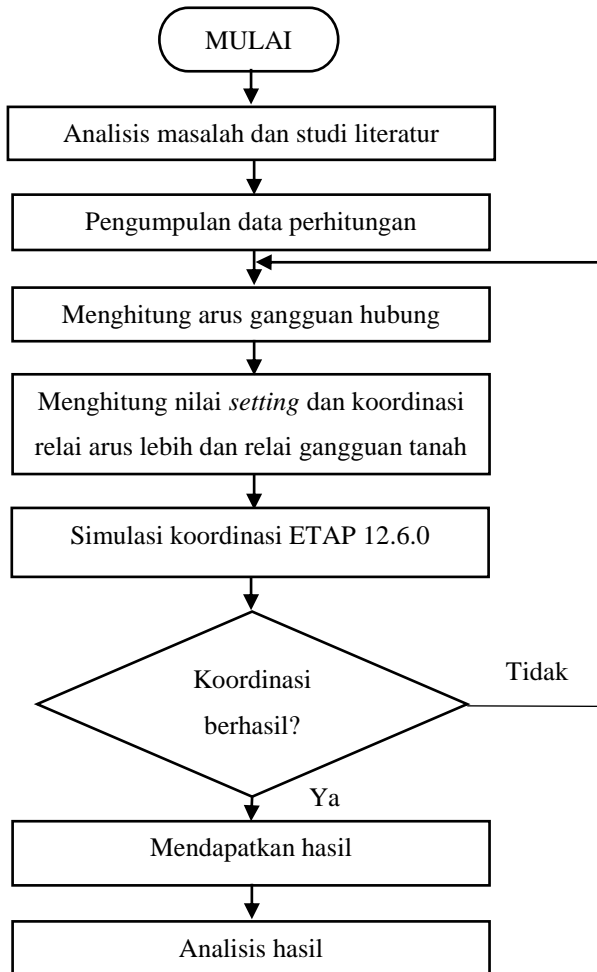 MULAI
Analisis masalah dan studi literatur
Pengumpulan data perhitungan
Menghitung arus gangguan hubung
Menghitung nilai setting dan koordinasi
relai arus lebih dan relai gangguan tanah
Simulasi koordinasi ETAP 12.6.0
Koordinasi
berhasil?
Tidak
Ya
Mendapatkan hasil
Analisis hasil